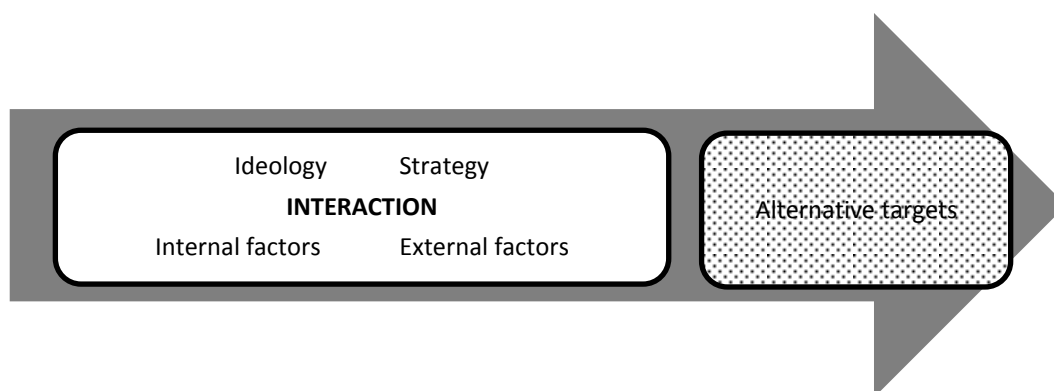 Ideology Strategy
INTERACTION
Internal factors External factors
Alternative targets